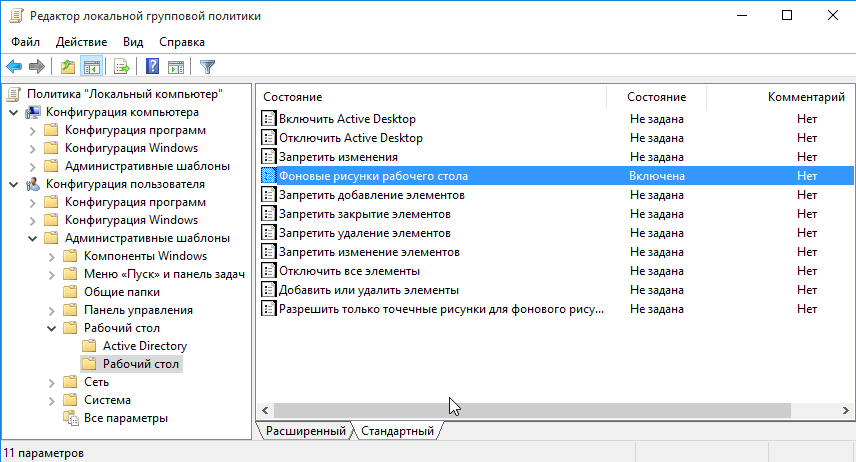 Редактор локальной групповой политики
Файл Действие Вид Справка
Политика "Локальный компьютер"
Конфигурация компьютера
Конфигурация программ
Конфигурация Windows
Административные шаблоны
Конфигурация пользователя
Конфигурация программ
Конфигурация Windows
Административные шаблоны
Компоненты Windows
Меню «Пуск» и панель задач
Общие папки
Панель управления
Рабочий стол
Active Directory
Рабочий стол
Сеть
Система
Все параметры
Состояние Состояние Комментарий
Включить Active Desktop Не задана Нет
Отключить Active Desktop Не задана Нет
Запретить изменения Не задана Нет
Фоновые рисунки рабочего стола Включена Нет
Запретить добавление элементов Не задана Нет
Запретить закрытие элементов Не задана Нет
Запретить удаление элементов Не задана Нет
Запретить изменение элементов Не задана Нет
Отключить все элементы Не задана Нет
Добавить или удалить элементы Не задана Нет
Разрешить только точечные рисунки для фонового рису... Не задана Нет
Расширенный Стандартный
11 параметров